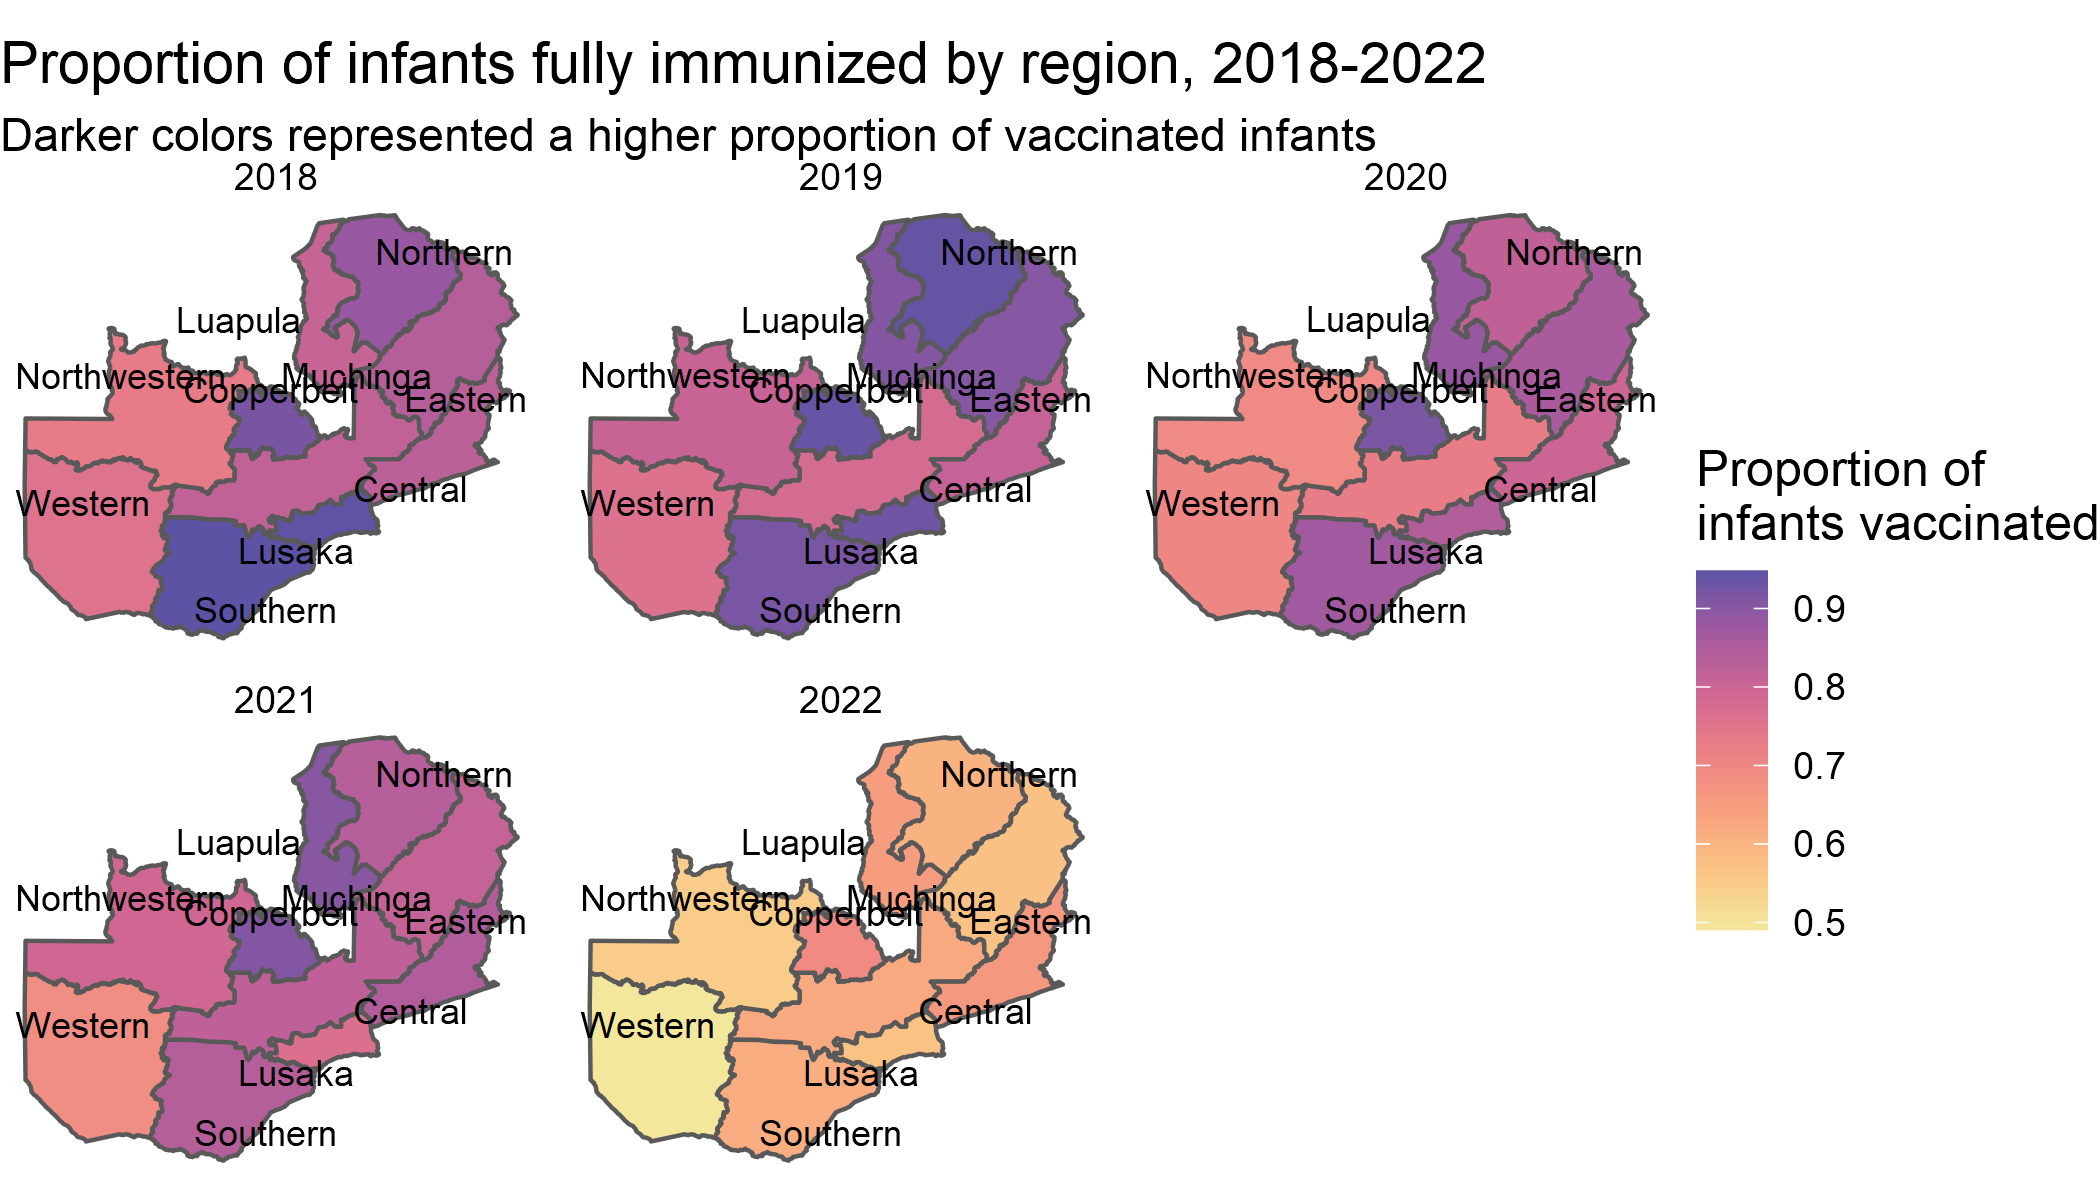 Proportion of infants fully immunized by region, 2018-2022
Darker colors represented a higher proportion of vaccinated infants
2018
Northern
Luapula
Northwestern
Muchinga
Copperbelt
Eastern
Central
Western
Lusaka
Southern
2019
Northern
Luapula
Northwestern
Muchinga
Copperbelt
Eastern
Central
Western
Lusaka
Southern
2020
Northern
Luapula
Northwestern
Muchinga
Copperbelt
Eastern
Central
Western
Lusaka
Southern
2021
Northern
Luapula
Northwestern
Muchinga
Copperbelt
Eastern
Central
Western
Lusaka
Southern
2022
Northern
Luapula
Northwestern
Muchinga
Copperbelt
Eastern
Central
Western
Lusaka
Southern
Proportion of
infants vaccinated
0.9
0.8
0.7
0.6
0.5